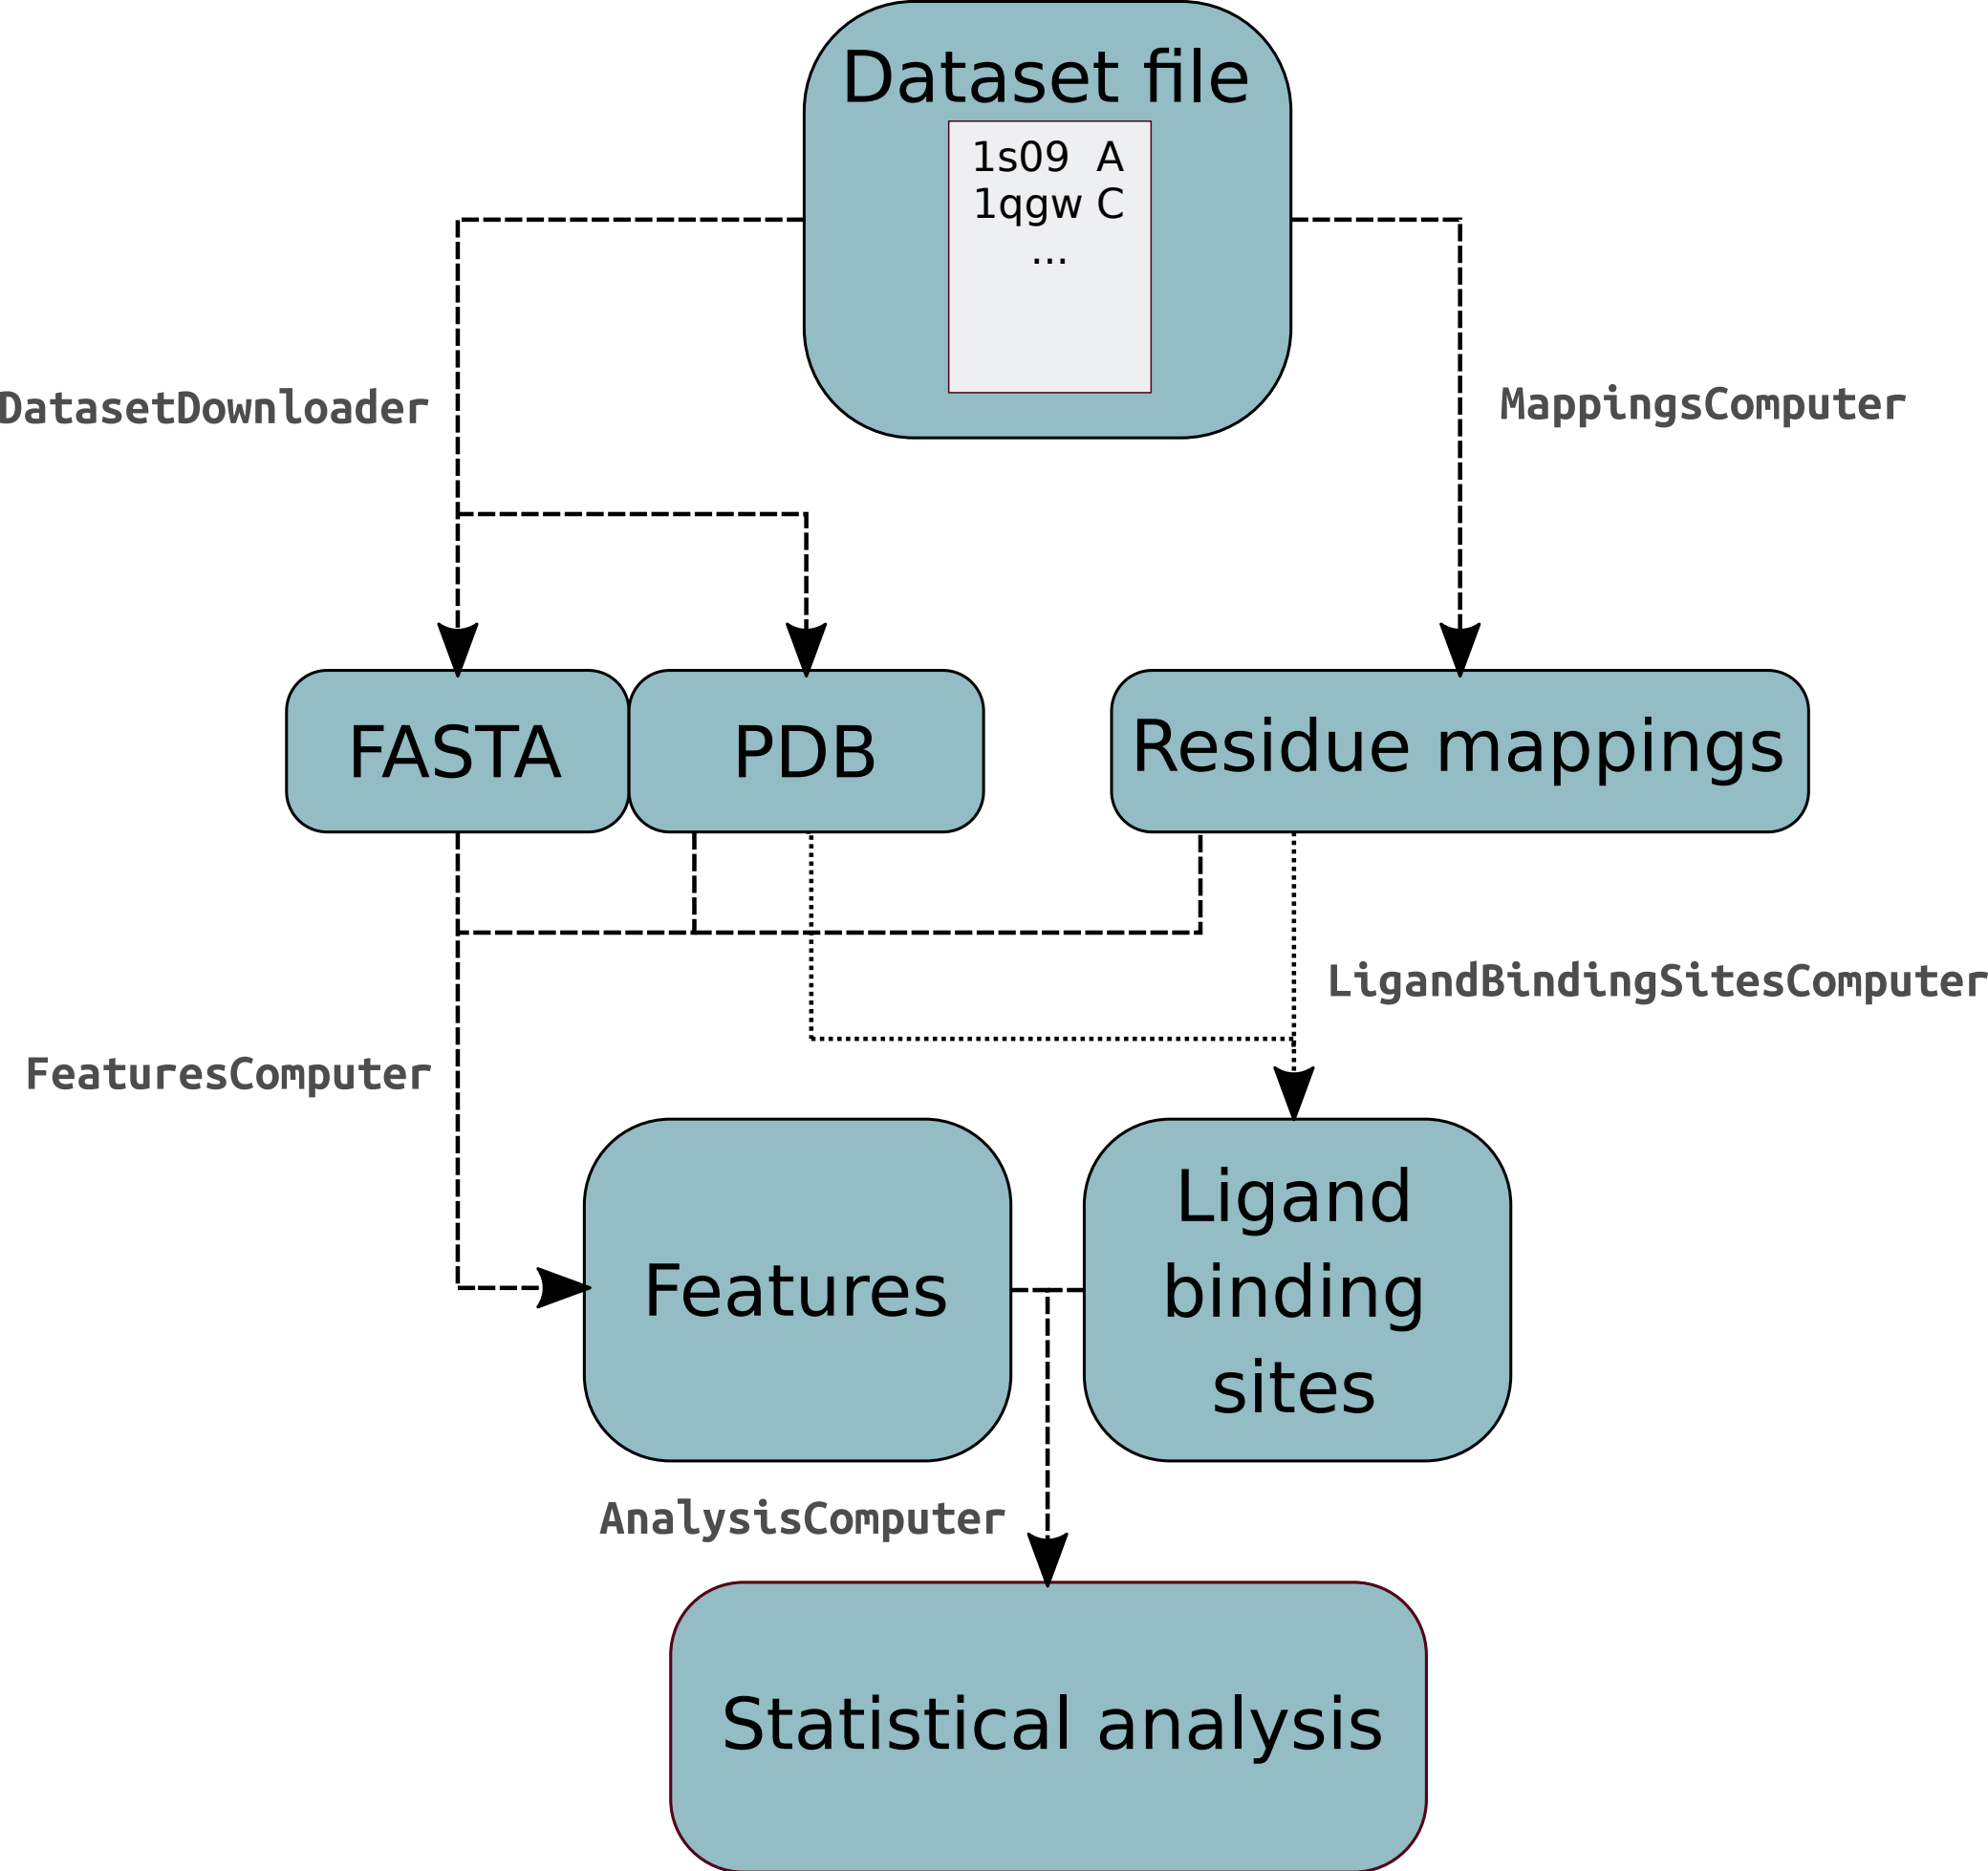 Dataset file
1s09 A
1qgw C
...
DatasetDownloader
MappingsComputer
FASTA
PDB
Residue mappings
LigandBindingSitesComputer
FeaturesComputer
Features
Ligand
binding
sites
AnalysisComputer
Statistical analysis